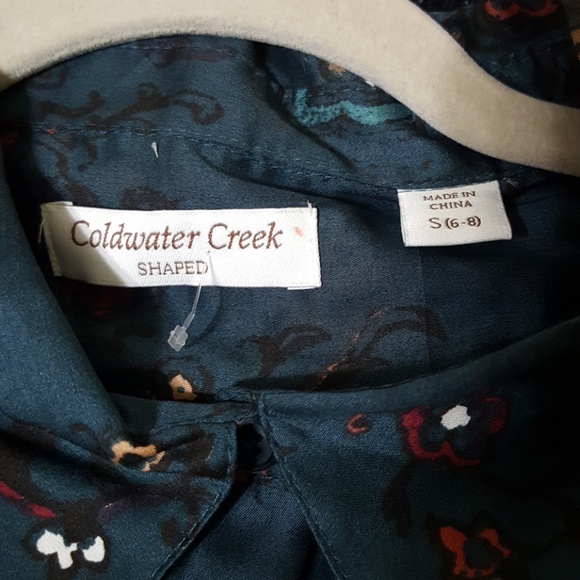 Coldwater Creek
SHAPED
MADE IN
CHINA
S (6-8)